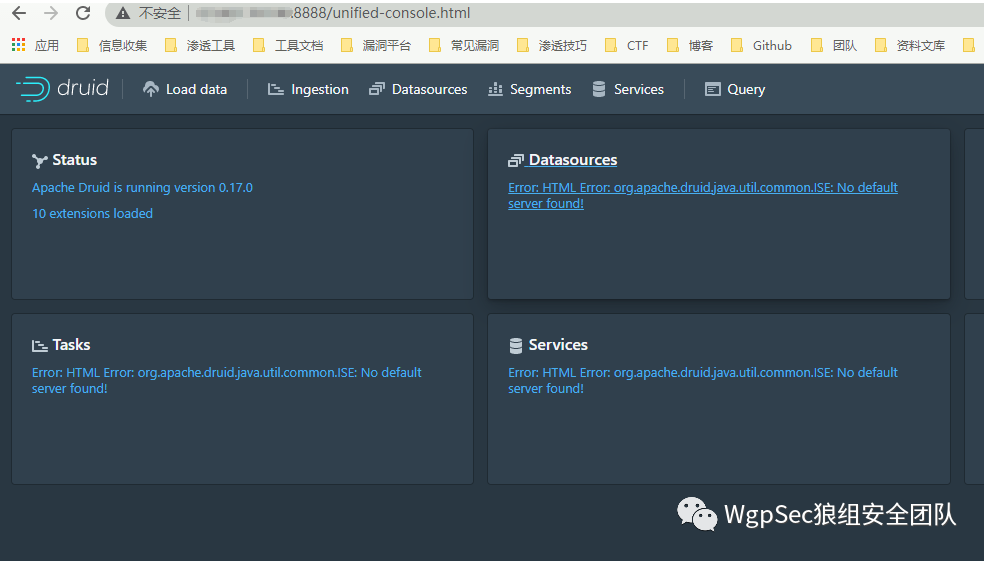 不安全 .8888/unified-console.html
应用 信息收集 渗透工具 工具文档 漏洞平台 常见漏洞 渗透技巧 CTF 博客 Github 团队 资料文库
druid Load data Ingestion Datasources Segments Services Query
Status
Apache Druid is running version 0.17.0
10 extensions loaded
Datasources
Error: HTML Error: org.apache.druid.java.util.common.ISE: No default
server found!
Tasks
Error: HTML Error: org.apache.druid.java.util.common.ISE: No default
server found!
Services
Error: HTML Error: org.apache.druid.java.util.common.ISE: No default
server found!
WgpSec狼组安全团队